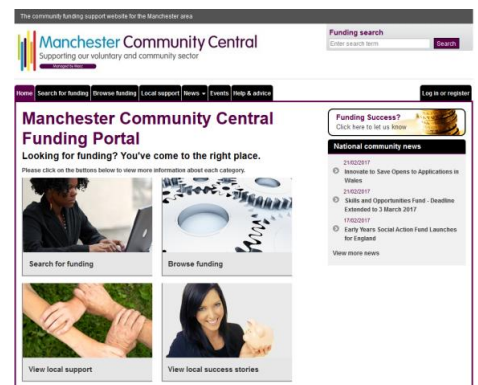 The community funding support website for the Manchester area
Manchester Community Central
Supporting our voluntary and community sector
Managed by Macc
Funding search
Enter search term
Search
Home
Search for funding
Browse funding
Local support
News
Events
Help & advice
Log in or register
Manchester Community Central
Funding Portal
Looking for funding? You've come to the right place.
Please click on the buttons below to view more information about each category.
Search for funding
Browse funding
View local support
View local success stories
Funding Success?
Click here to let us know
National community news
21/02/2017
Innovate to Save Opens to Applications in
Wales
21/02/2017
Skills and Opportunities Fund - Deadline
Extended to 3 March 2017
17/02/2017
Early Years Social Action Fund Launches
for England
View more news